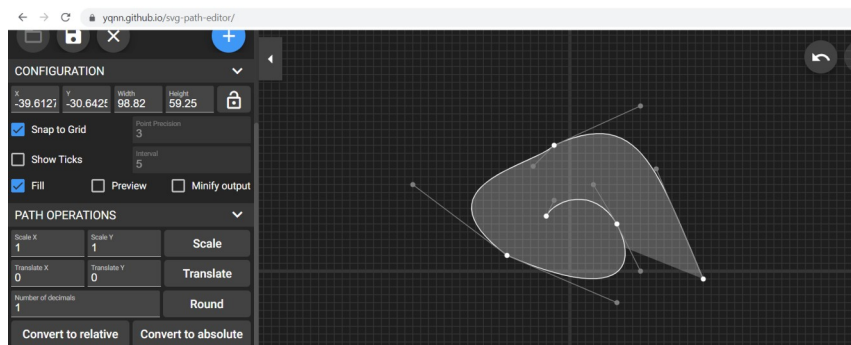 yqnn.github.io/svg-path-editor/
CONFIGURATION
X Y Width Height
-39.6127 -30.6425 98.82 59.25
Snap to Grid
Point Precision
3
Show Ticks
Interval
5
Fill Preview Minify output
PATH OPERATIONS
Scale X Scale Y
1 1 Scale
Translate X Translate Y
0 0 Translate
Number of decimals
1 Round
Convert to relative Convert to absolute